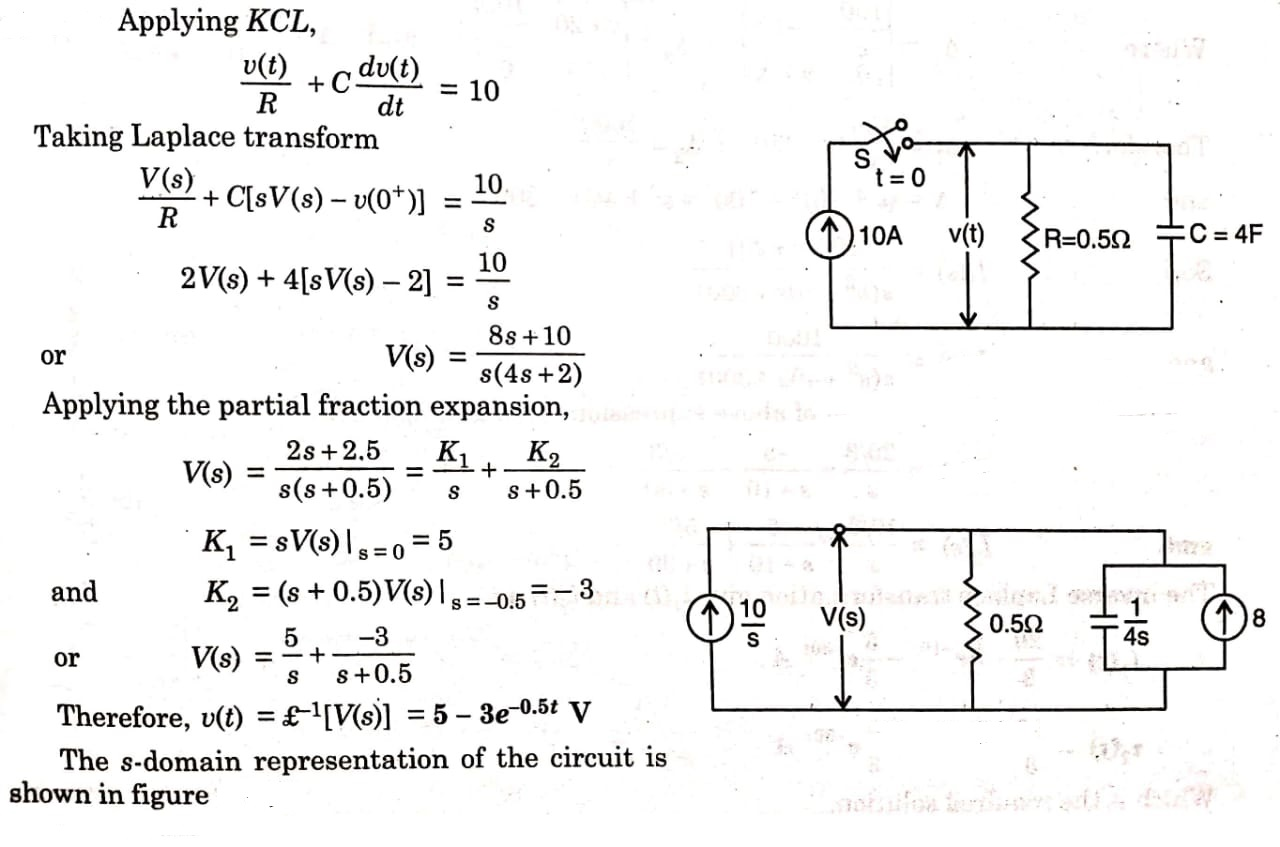 Applying KCL,
v(t)/R + C dv(t)/dt = 10
Taking Laplace transform
V(s)/R + C[sV(s) – v(0⁺)] = 10/s
2V(s) + 4[sV(s) – 2] = 10/s
or V(s) = 8s + 10/s(4s + 2)
Applying the partial fraction expansion,
V(s) = 2s + 2.5/s(s + 0.5) = K₁/s + K₂/s + 0.5
K₁ = sV(s) | s = 0 = 5
and K₂ = (s + 0.5) V(s) | s = –0.5 = – 3
or V(s) = 5/s + –3/s + 0.5
Therefore, v(t) = £⁻¹[V(s)] = 5 – 3e⁻⁰·⁵ᵗ V
The s-domain representation of the circuit is
shown in figure
S
t = 0
10A
v(t)
R=0.5Ω
C = 4F
10/s
V(s)
0.5Ω
1/4s
8